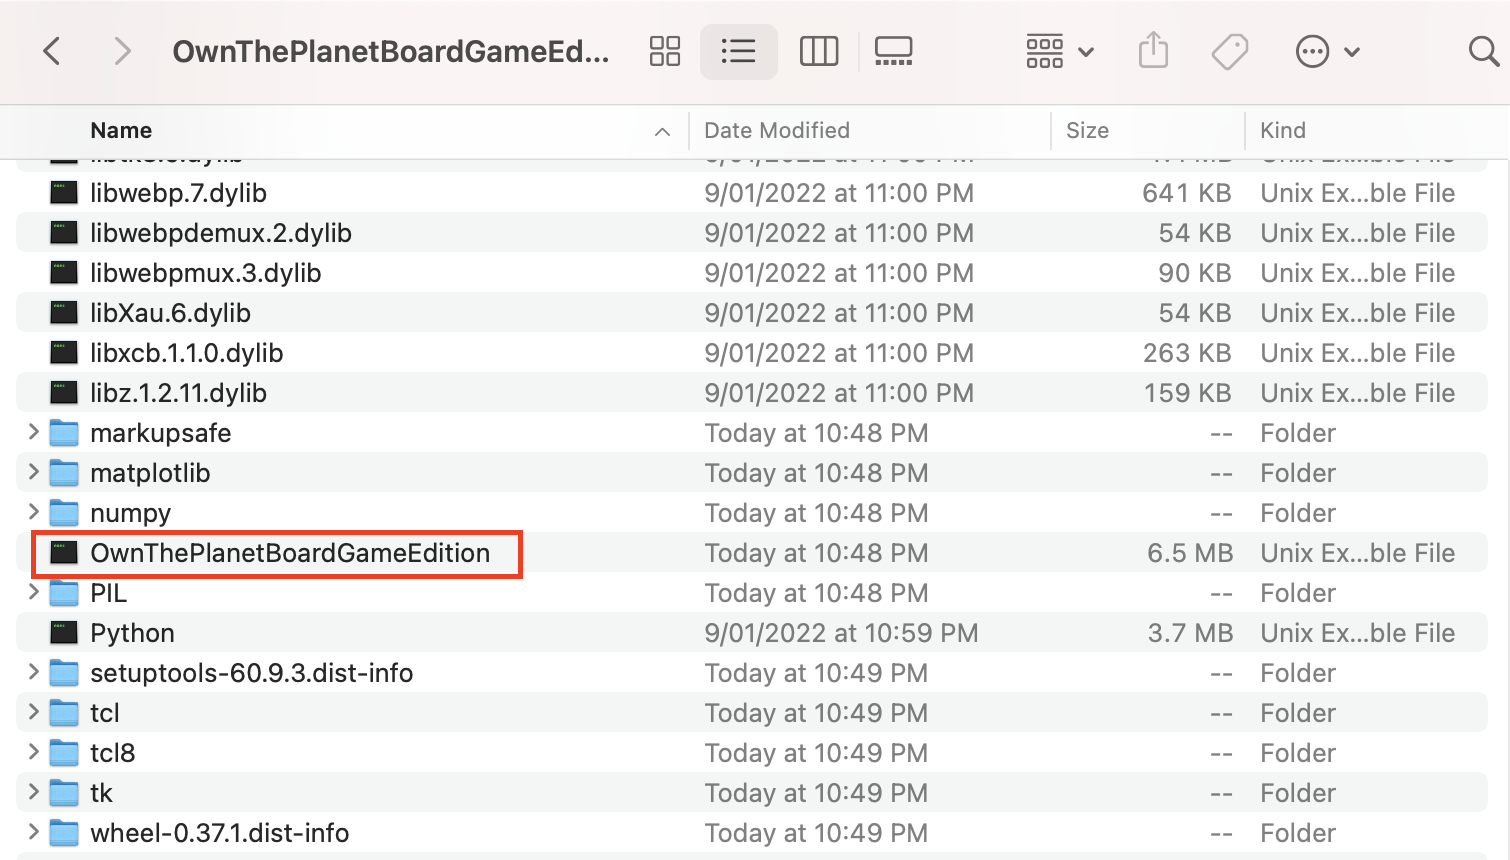 OwnThePlanetBoardGameEd...
Name Date Modified Size Kind
libwebp.7.dylib 9/01/2022 at 11:00 PM 641 KB Unix Ex...ble File
libwebpdemux.2.dylib 9/01/2022 at 11:00 PM 54 KB Unix Ex...ble File
libwebpmux.3.dylib 9/01/2022 at 11:00 PM 90 KB Unix Ex...ble File
libXau.6.dylib 9/01/2022 at 11:00 PM 54 KB Unix Ex...ble File
libxcb.1.1.0.dylib 9/01/2022 at 11:00 PM 263 KB Unix Ex...ble File
libz.1.2.11.dylib 9/01/2022 at 11:00 PM 159 KB Unix Ex...ble File
markupsafe Today at 10:48 PM -- Folder
matplotlib Today at 10:48 PM -- Folder
numpy Today at 10:48 PM -- Folder
OwnThePlanetBoardGameEdition Today at 10:48 PM 6.5 MB Unix Ex...ble File
PIL Today at 10:48 PM -- Folder
Python 9/01/2022 at 10:59 PM 3.7 MB Unix Ex...ble File
setuptools-60.9.3.dist-info Today at 10:49 PM -- Folder
tcl Today at 10:49 PM -- Folder
tcl8 Today at 10:49 PM -- Folder
tk Today at 10:49 PM -- Folder
wheel-0.37.1.dist-info Today at 10:49 PM -- Folder